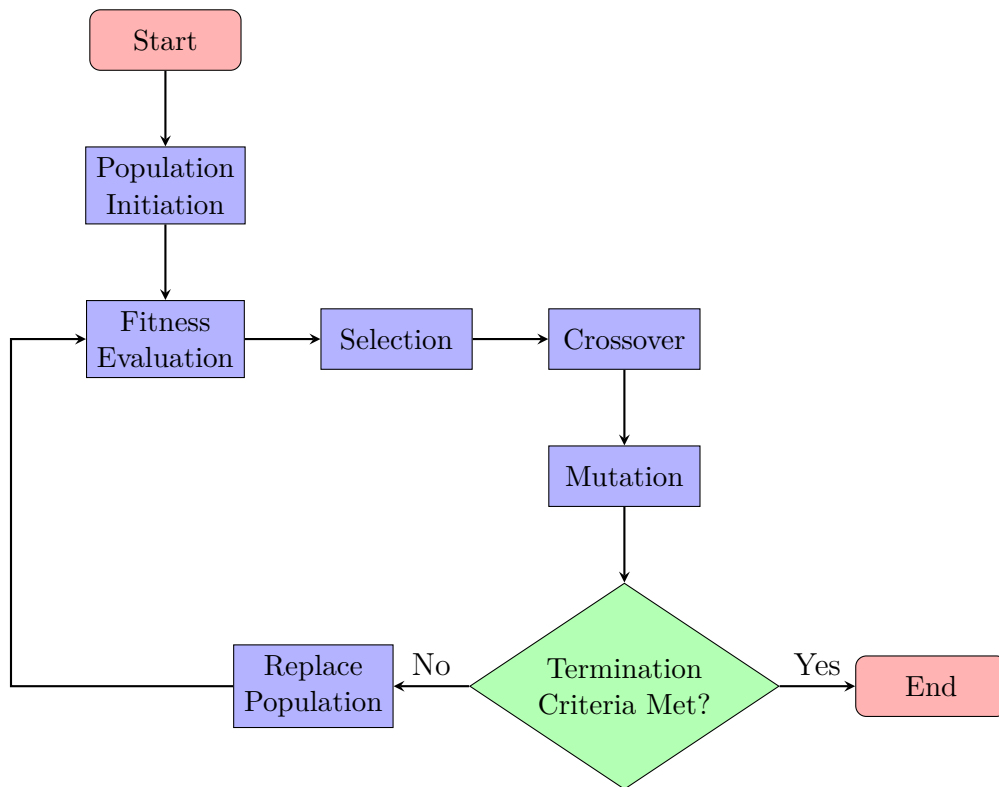 Start
Population
Initiation
Fitness
Evaluation
Selection
Crossover
Mutation
Termination
Criteria Met?
No
Yes
Replace
Population
End